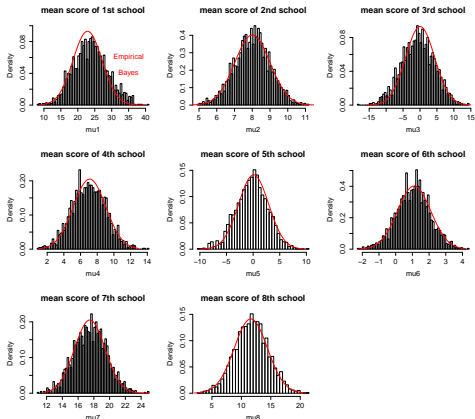 mean score of 1st school
mean score of 2nd school
mean score of 3rd school
Density
0.00 0.04 0.08
Empirical
Bayes
10 15 20 25 30 35 40
mu1
Density
0.0 0.1 0.2 0.3 0.4
5 6 7 8 9 10 11
mu2
Density
0.00 0.04 0.08
-15 -5 0 5 10 15
mu3
mean score of 4th school
mean score of 5th school
mean score of 6th school
Density
0.00 0.10 0.20
2 4 6 8 10 12 14
mu4
Density
0.00 0.05 0.10 0.15
-10 -5 0 5 10
mu5
Density
0.0 0.2 0.4
-2 -1 0 1 2 3 4
mu6
mean score of 7th school
mean score of 8th school
Density
0.00 0.10 0.20
12 14 16 18 20 22 24
mu7
Density
0.00 0.05 0.10 0.15
5 10 15 20
mu8